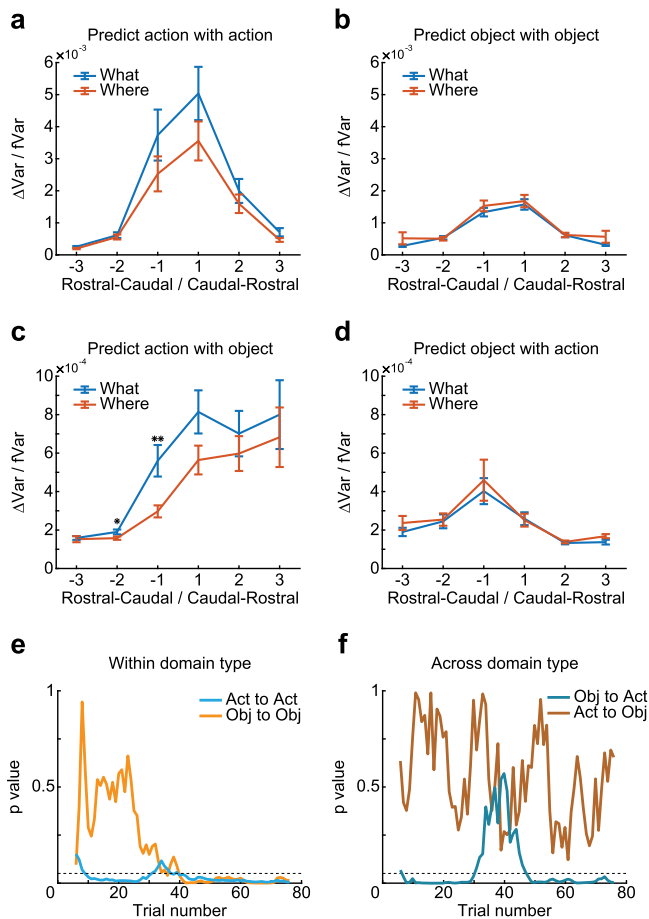 a
Predict action with action
×10⁻³
6
5
4
3
2
1
0
ΔVar / fVar
What
Where
-3 -2 -1 1 2 3
Rostral-Caudal / Caudal-Rostral
b
Predict object with object
×10⁻³
6
5
4
3
2
1
0
ΔVar / fVar
What
Where
-3 -2 -1 1 2 3
Rostral-Caudal / Caudal-Rostral
c
Predict action with object
×10⁻⁴
10
8
6
4
2
0
ΔVar / fVar
What
Where
**
*
-3 -2 -1 1 2 3
Rostral-Caudal / Caudal-Rostral
d
Predict object with action
×10⁻⁴
10
8
6
4
2
0
ΔVar / fVar
What
Where
-3 -2 -1 1 2 3
Rostral-Caudal / Caudal-Rostral
e
Within domain type
1
0.5
p value
Act to Act
Obj to Obj
0 20 40 60 80
Trial number
f
Across domain type
1
0.5
p value
Obj to Act
Act to Obj
0 20 40 60 80
Trial number